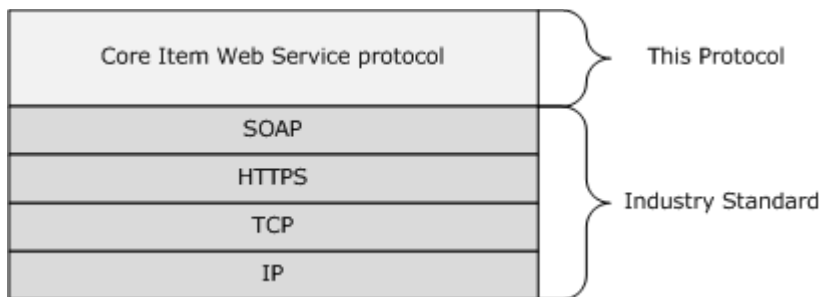 Core Item Web Service protocol
This Protocol
SOAP
HTTPS
TCP
IP
Industry Standard